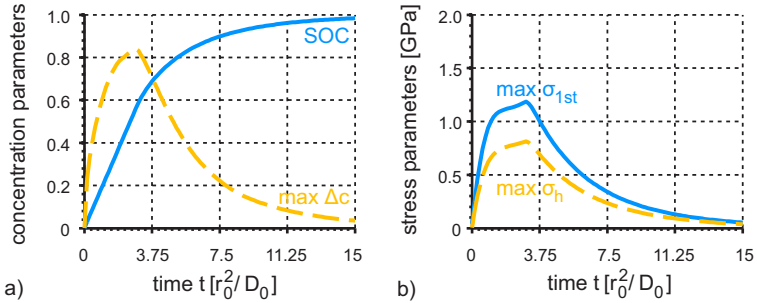 concentration parameters
1.0
0.8
0.6
0.4
0.2
0
SOC
max Δc
0 3.75 7.5 11.25 15
time t [r₀²/ D₀]
a)
stress parameters [GPa]
2.0
1.5
1.0
0.5
0
max σ₁ₛₜ
max σₕ
0 3.75 7.5 11.25 15
time t [r₀²/ D₀]
b)